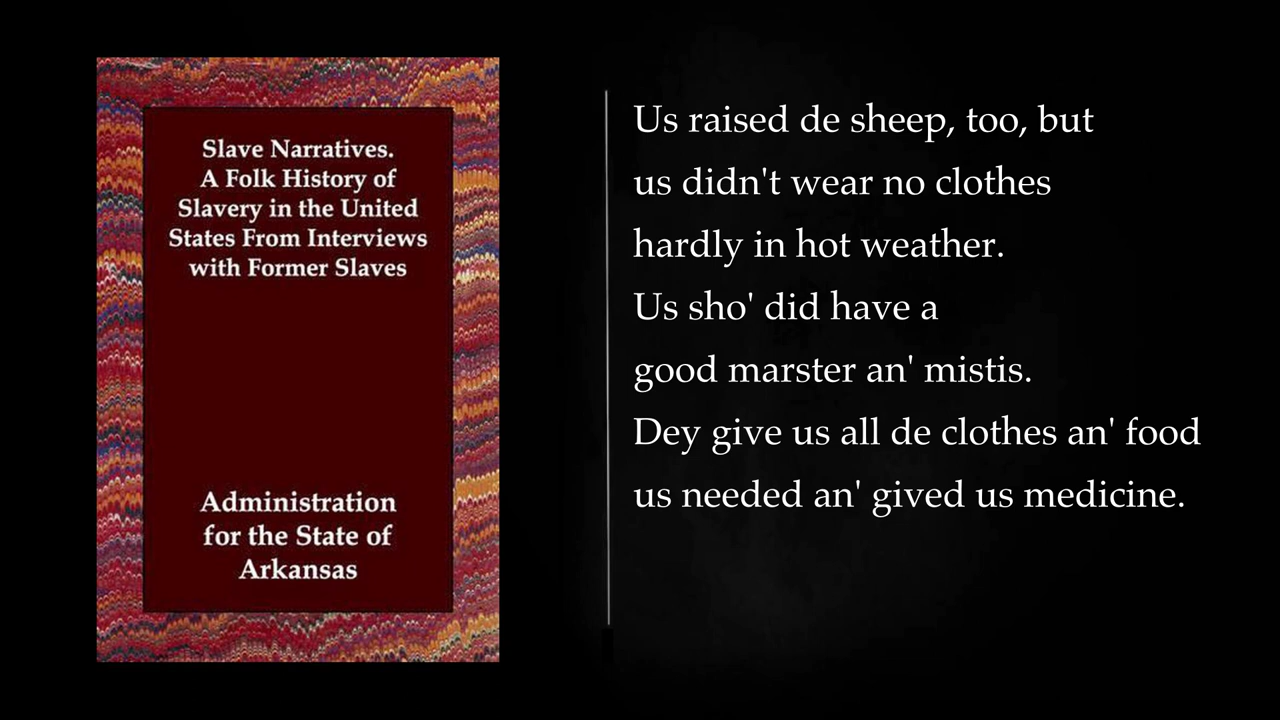 Slave Narratives.
A Folk History of
Slavery in the United
States From Interviews
with Former Slaves
Administration
for the State of
Arkansas
Us raised de sheep, too, but
us didn't wear no clothes
hardly in hot weather.
Us sho' did have a
good marster an' mistis.
Dey give us all de clothes an' food
us needed an' gived us medicine.